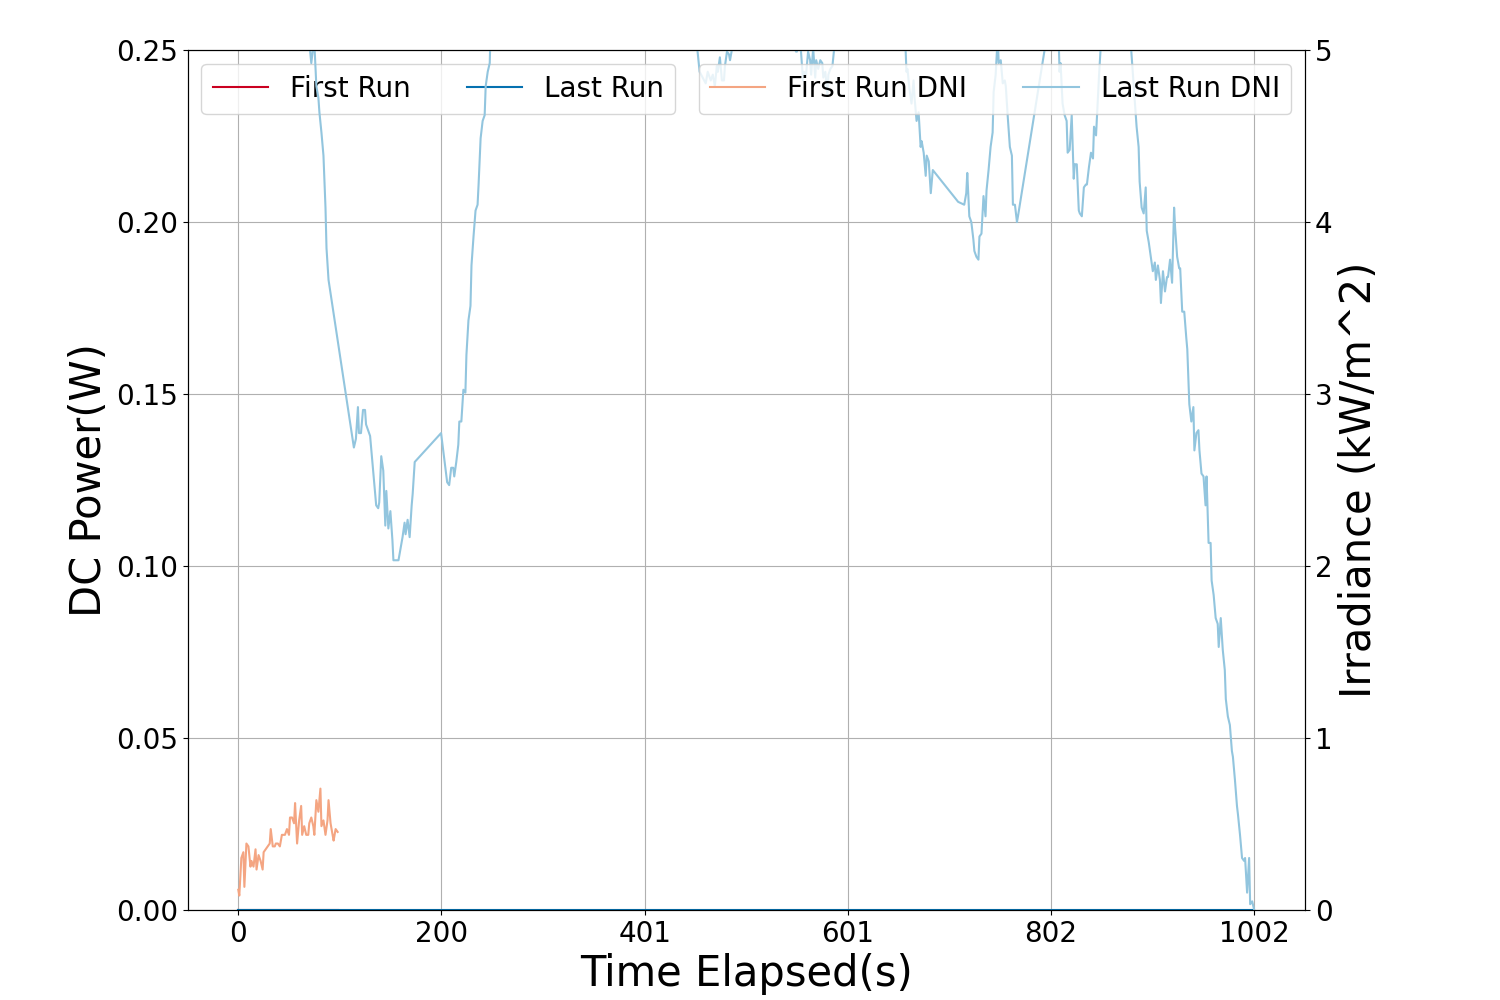 0.25
0.20
0.15
0.10
0.05
0.00
DC Power(W)
First Run
Last Run
First Run DNI
Last Run DNI
5
4
3
2
1
0
Irradiance (kW/m^2)
0
200
401
601
802
1002
Time Elapsed(s)